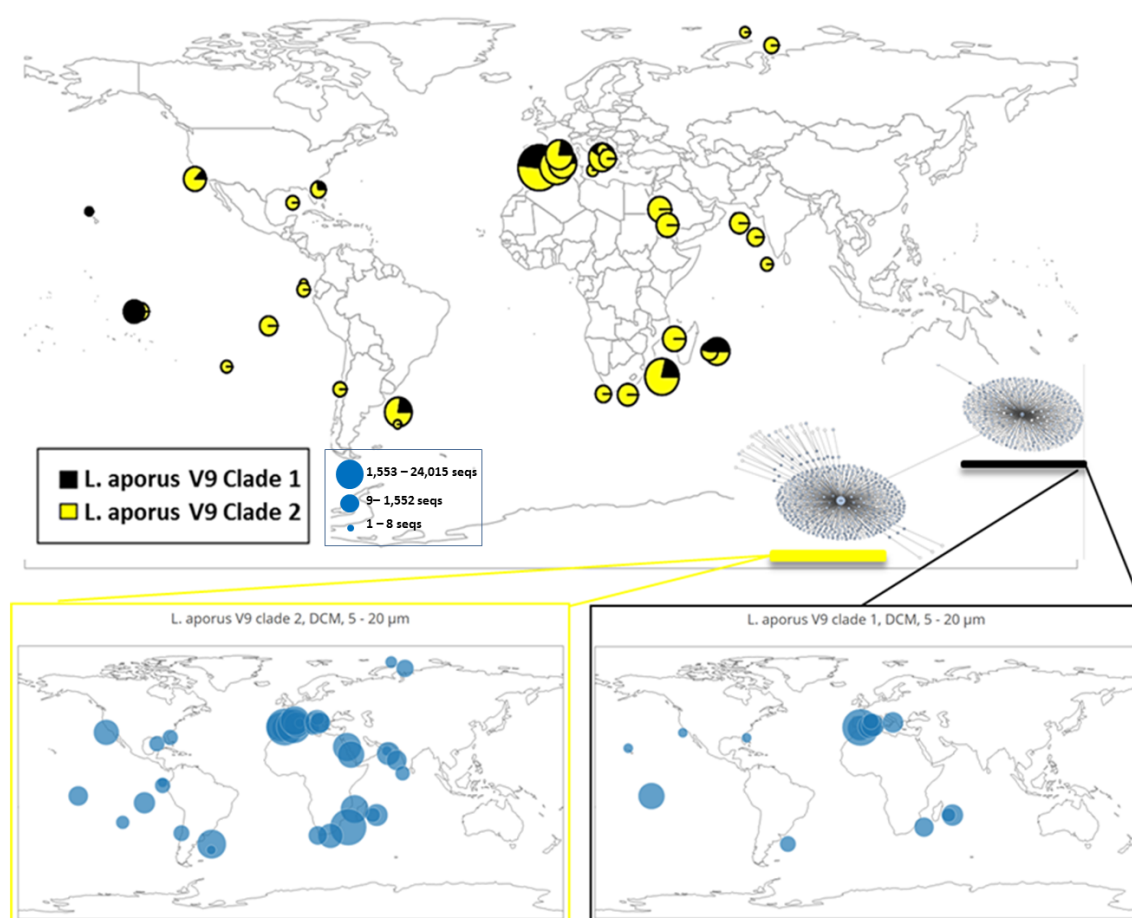 L. aporus V9 Clade 1
L. aporus V9 Clade 2
1,553 – 24,015 seqs
9– 1,552 seqs
1 – 8 seqs
L. aporus V9 clade 2, DCM, 5 - 20 µm
L. aporus V9 clade 1, DCM, 5 - 20 µm